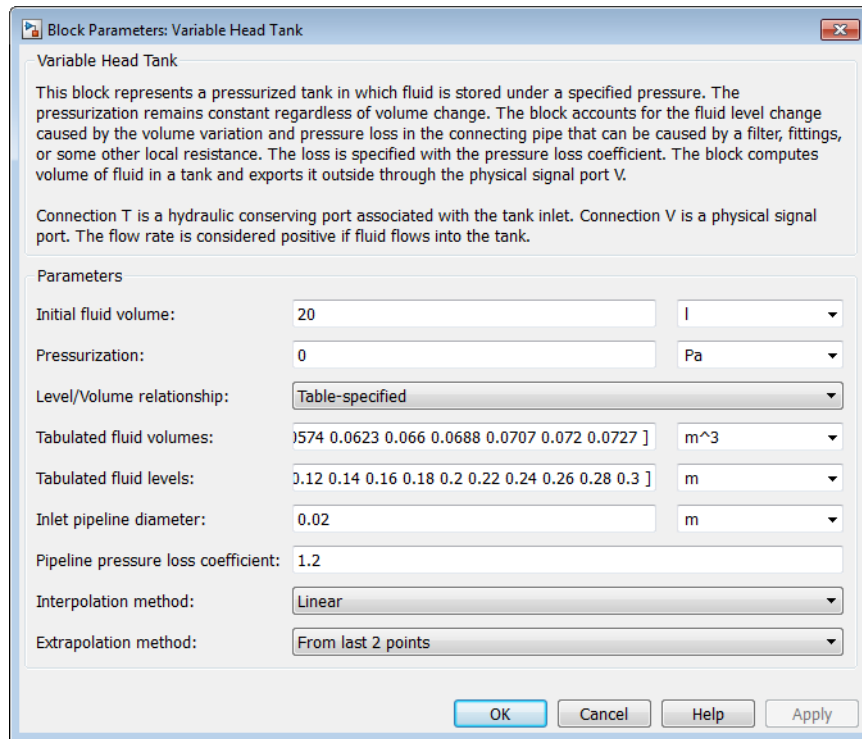 Block Parameters: Variable Head Tank
Variable Head Tank
This block represents a pressurized tank in which fluid is stored under a specified pressure. The
pressurization remains constant regardless of volume change. The block accounts for the fluid level change
caused by the volume variation and pressure loss in the connecting pipe that can be caused by a filter, fittings,
or some other local resistance. The loss is specified with the pressure loss coefficient. The block computes
volume of fluid in a tank and exports it outside through the physical signal port V.
Connection T is a hydraulic conserving port associated with the tank inlet. Connection V is a physical signal
port. The flow rate is considered positive if fluid flows into the tank.
Parameters
Initial fluid volume: 20 l
Pressurization: 0 Pa
Level/Volume relationship: Table-specified
Tabulated fluid volumes: 0574 0.0623 0.066 0.0688 0.0707 0.072 0.0727 ] m^3
Tabulated fluid levels: 0.12 0.14 0.16 0.18 0.2 0.22 0.24 0.26 0.28 0.3 ] m
Inlet pipeline diameter: 0.02 m
Pipeline pressure loss coefficient: 1.2
Interpolation method: Linear
Extrapolation method: From last 2 points
OK Cancel Help Apply